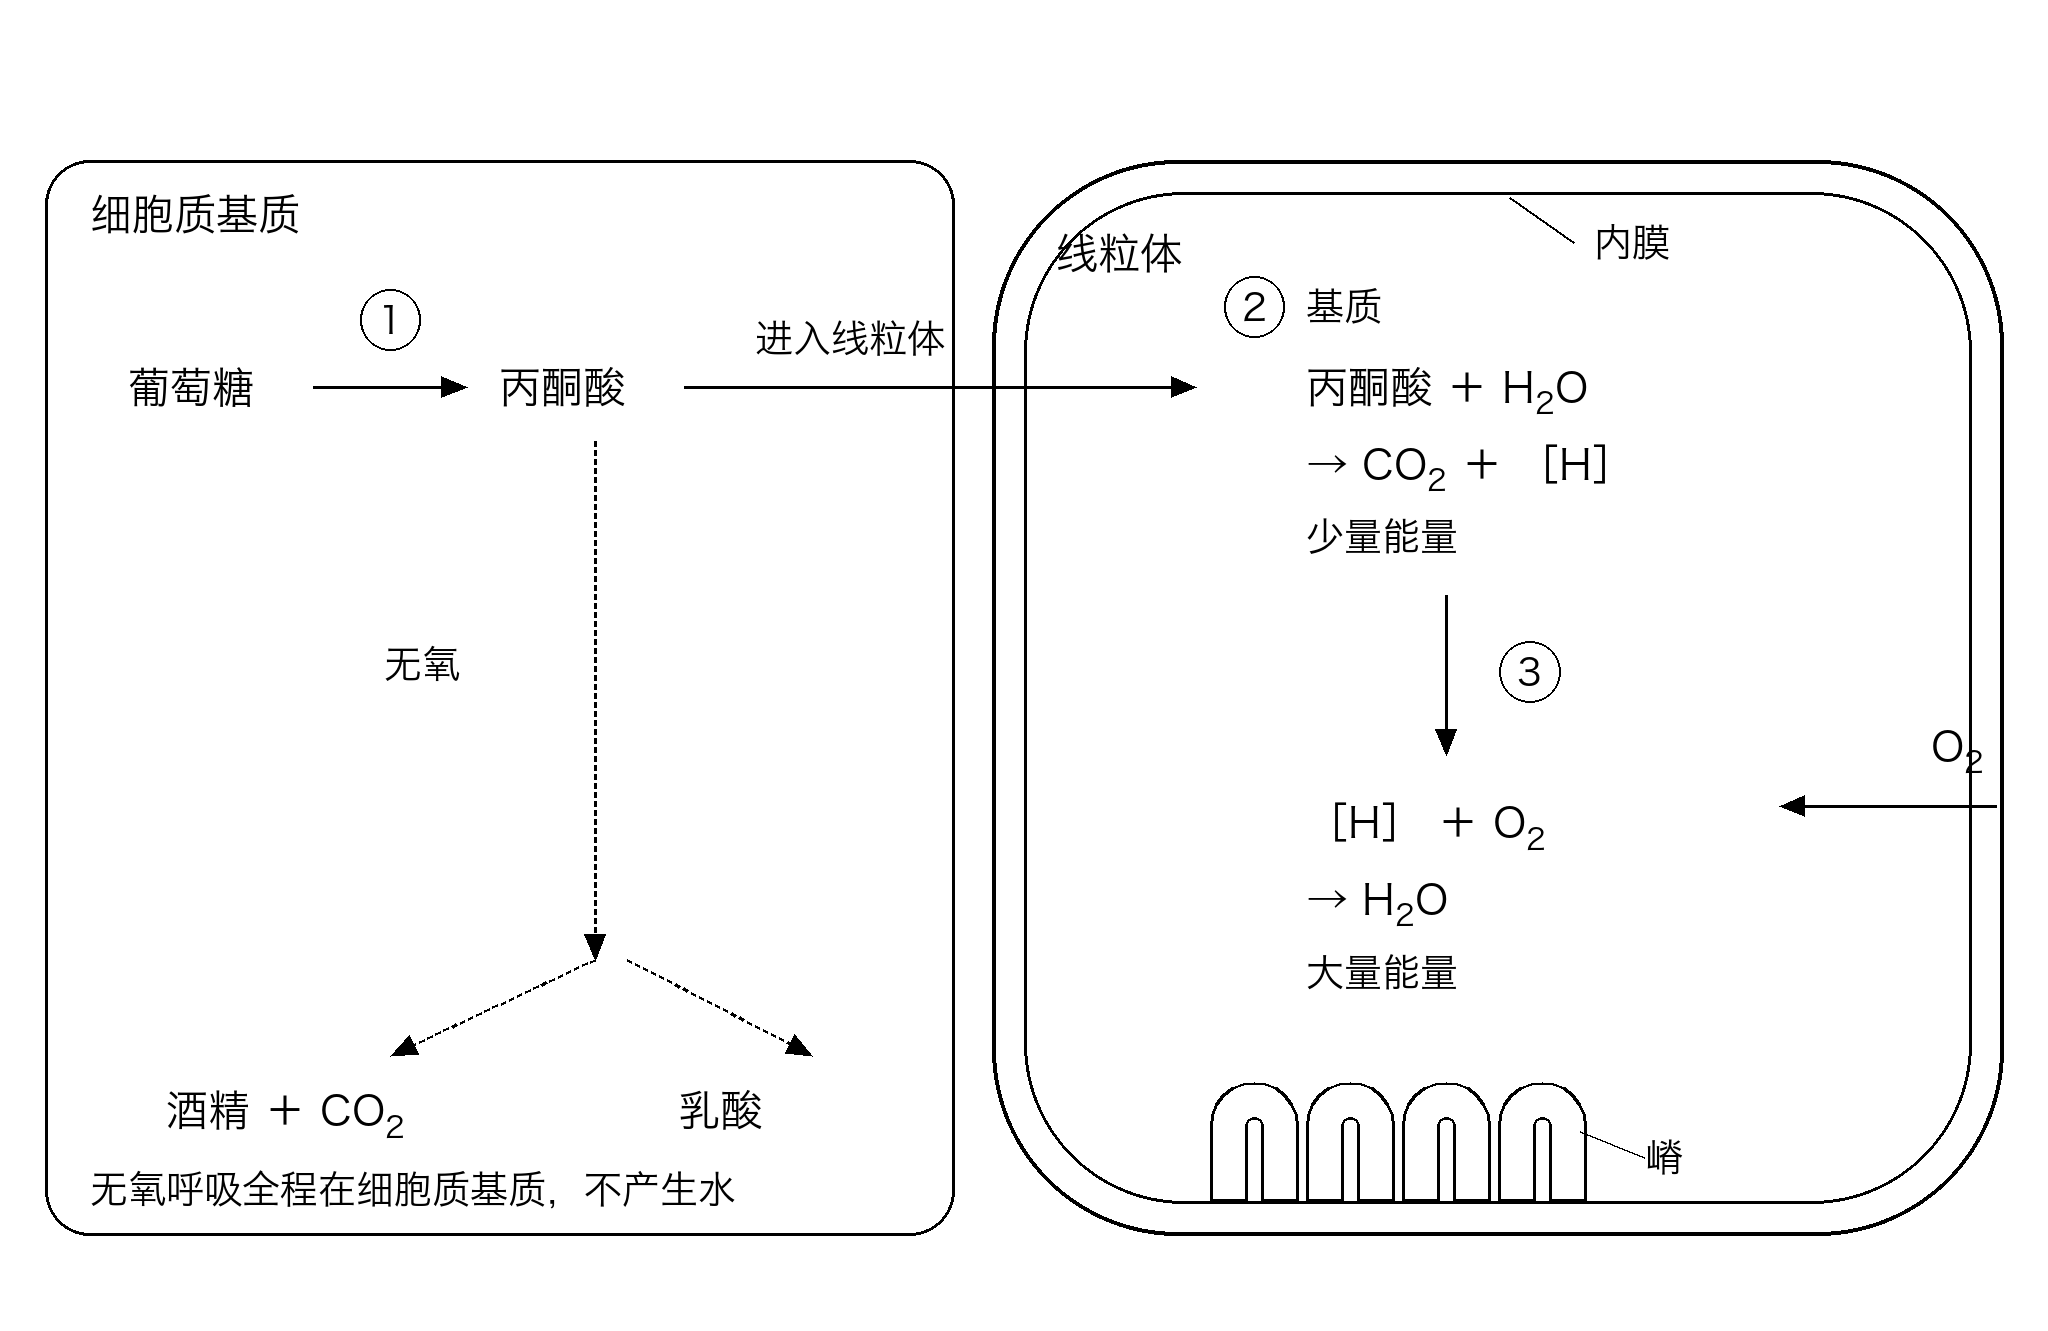 细胞质基质
①
葡萄糖
丙酮酸
进入线粒体
无氧
酒精 + CO₂
乳酸
无氧呼吸全程在细胞质基质，不产生水
线粒体
内膜
② 基质
丙酮酸 + H₂O
→ CO₂ + ［H］
少量能量
③
O₂
［H］ + O₂
→ H₂O
大量能量
嵴